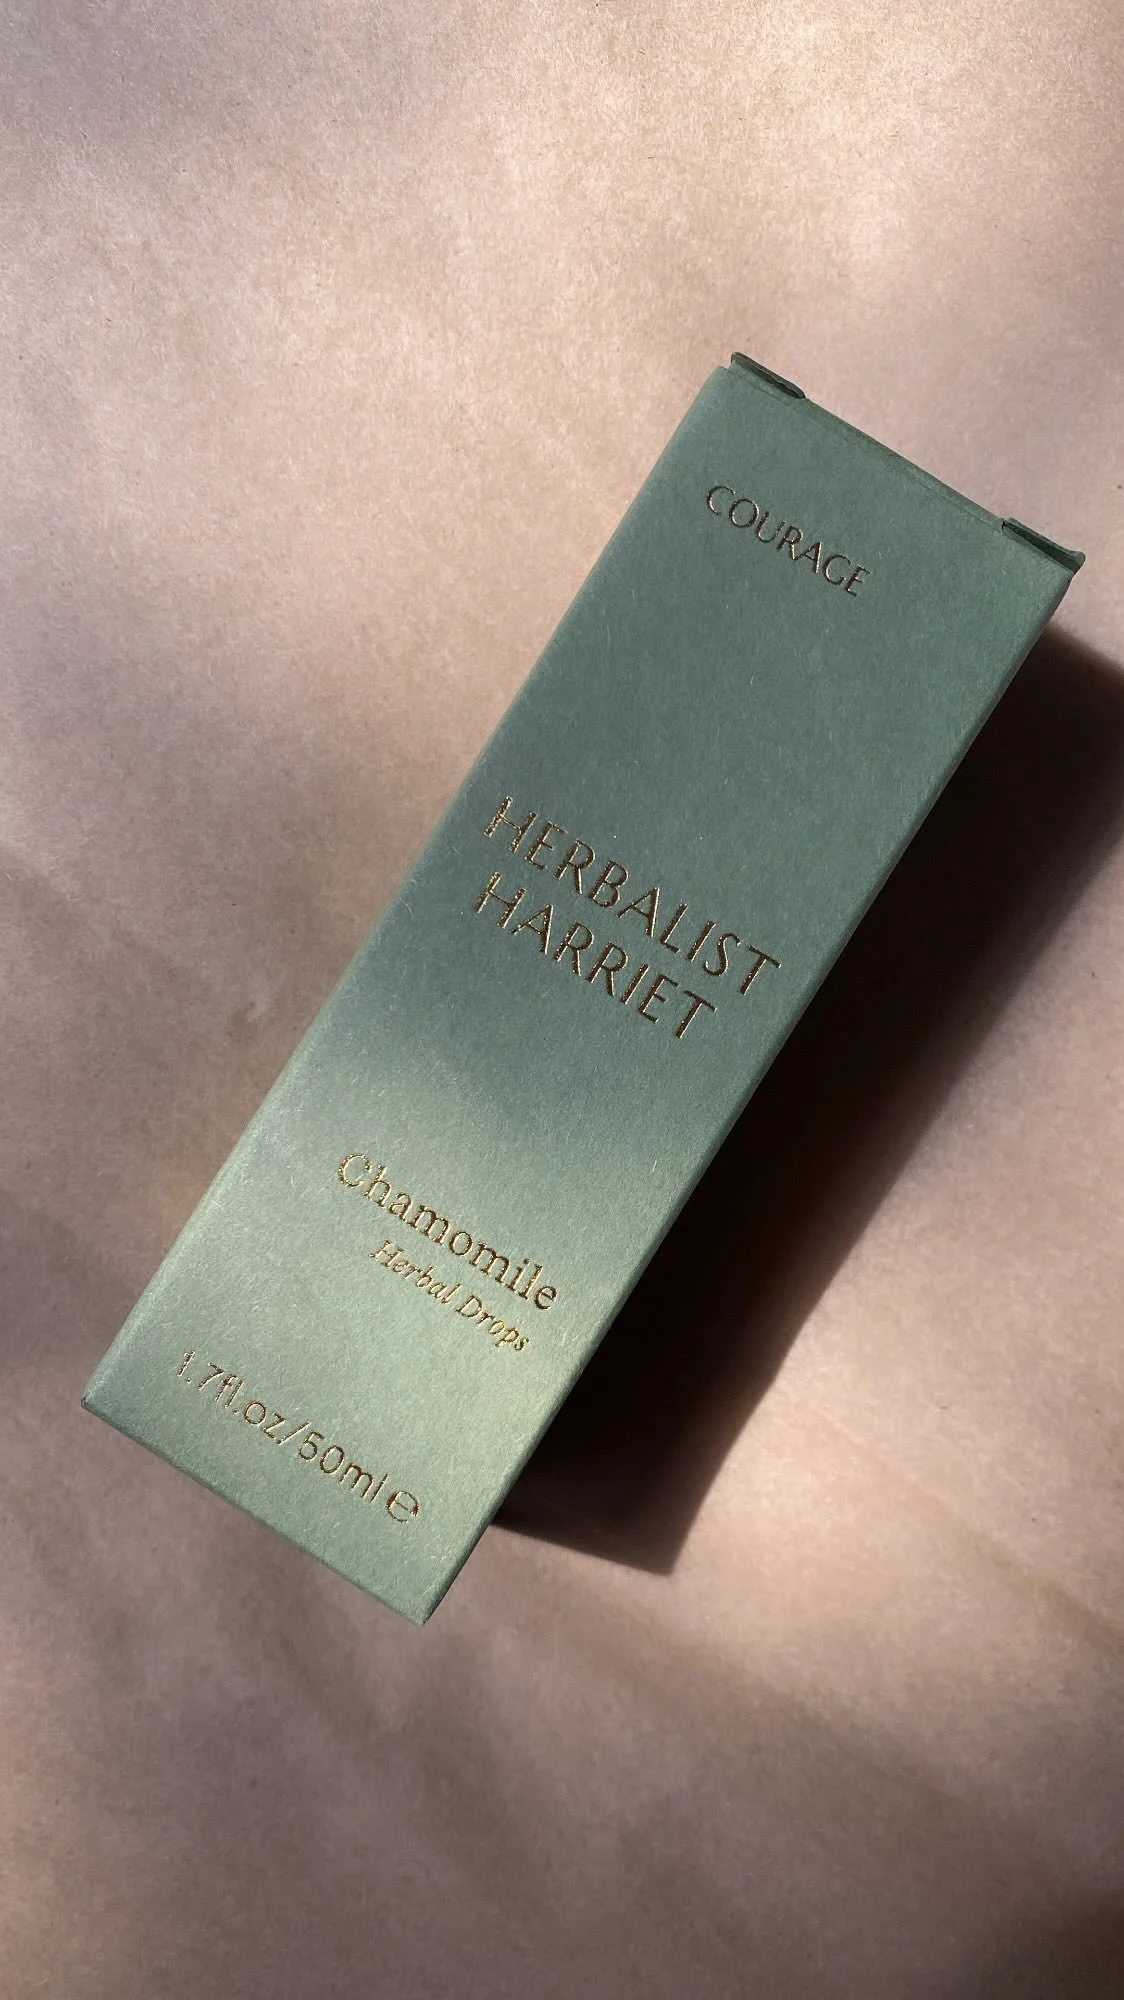 COURAGE
HERBALIST
HARRIET
Chamomile
Herbal Drops
1.7fl.oz/50ml ℮